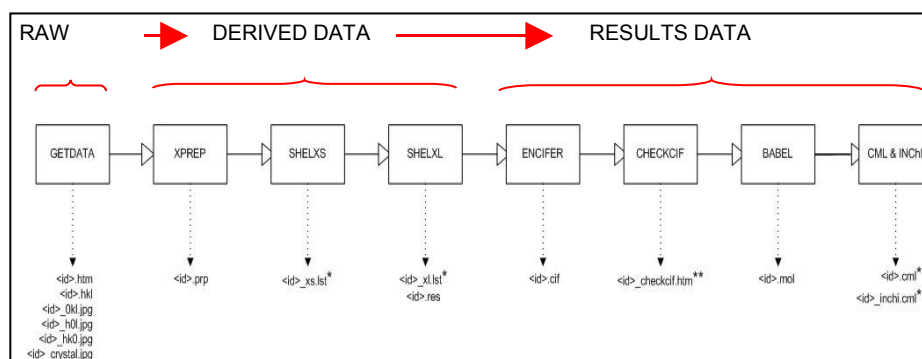 RAW DERIVED DATA RESULTS DATA
GETDATA XPREP SHELXS SHELXL ENCIFER CHECKCIF BABEL CML & INChI
<id>.htm <id>.prp <id>_xs.lst* <id>_xl.lst* <id>.cif <id>_checkcif.htm** <id>.mol <id>.cml*
<id>.hkl <id>.res <id>_inchi.cml*
<id>_0kl.jpg
<id>_h0l.jpg
<id>_hk0.jpg
<id>_crystal.jpg